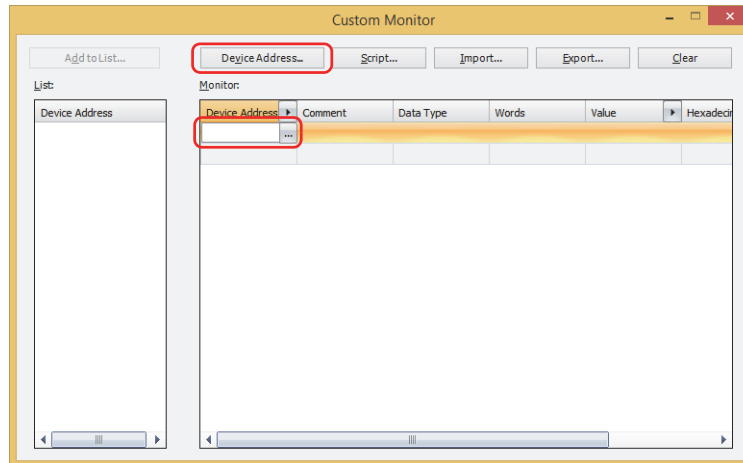 Custom Monitor
Add to List... Device Address... Script... Import... Export... Clear
List: Monitor:
Device Address Device Address Comment Data Type Words Value Hexadecir
...